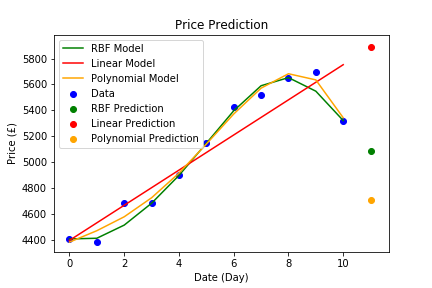 Price Prediction
RBF Model
Linear Model
Polynomial Model
Data
RBF Prediction
Linear Prediction
Polynomial Prediction
Price (£)
5800
5600
5400
5200
5000
4800
4600
4400
0 2 4 6 8 10
Date (Day)